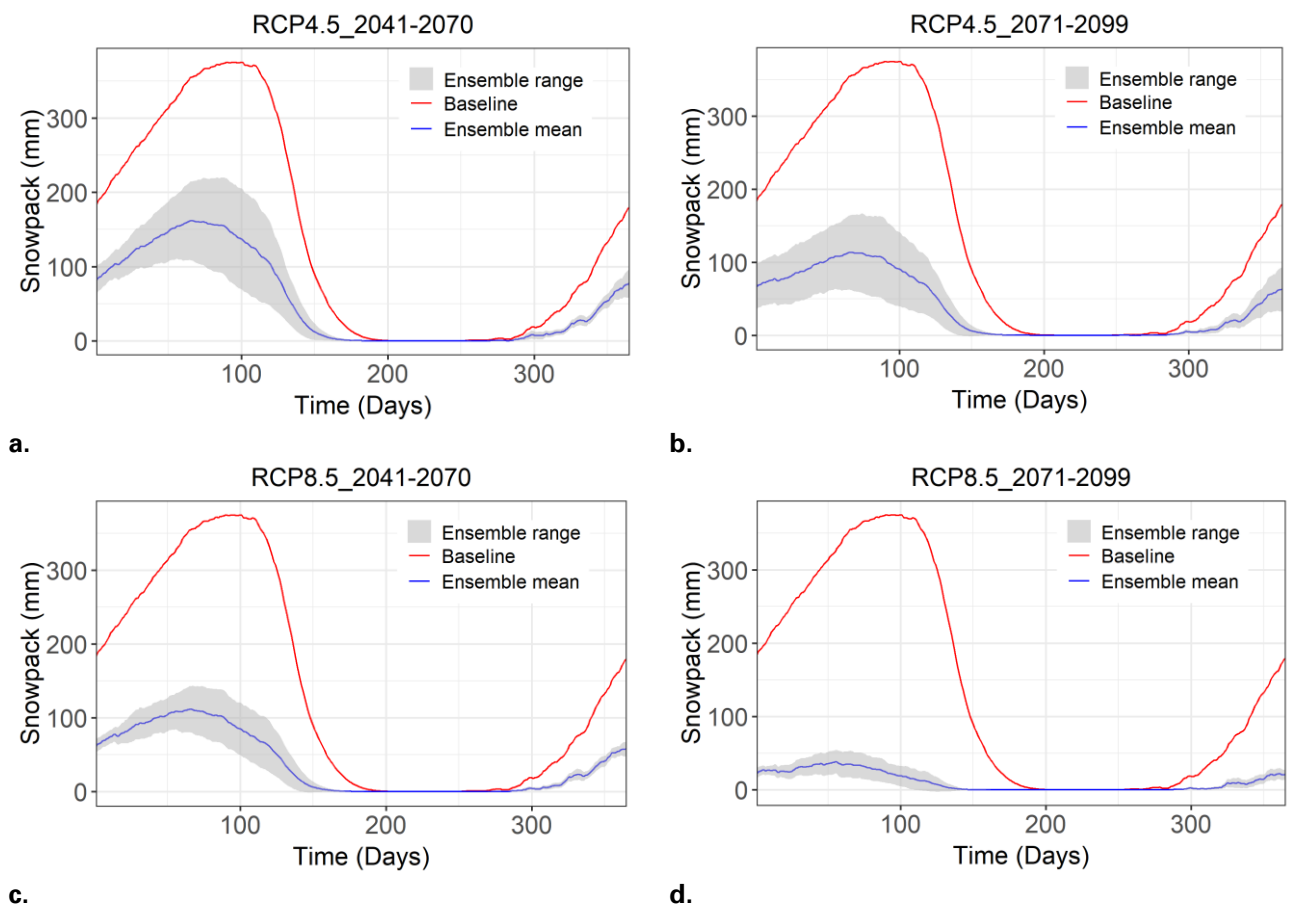 RCP4.5_2041-2070
Snowpack (mm)
300
200
100
0
Ensemble range
Baseline
Ensemble mean
100 200 300
Time (Days)
a.
RCP4.5_2071-2099
Snowpack (mm)
300
200
100
0
Ensemble range
Baseline
Ensemble mean
100 200 300
Time (Days)
b.
RCP8.5_2041-2070
Snowpack (mm)
300
200
100
0
Ensemble range
Baseline
Ensemble mean
100 200 300
Time (Days)
c.
RCP8.5_2071-2099
Snowpack (mm)
300
200
100
0
Ensemble range
Baseline
Ensemble mean
100 200 300
Time (Days)
d.